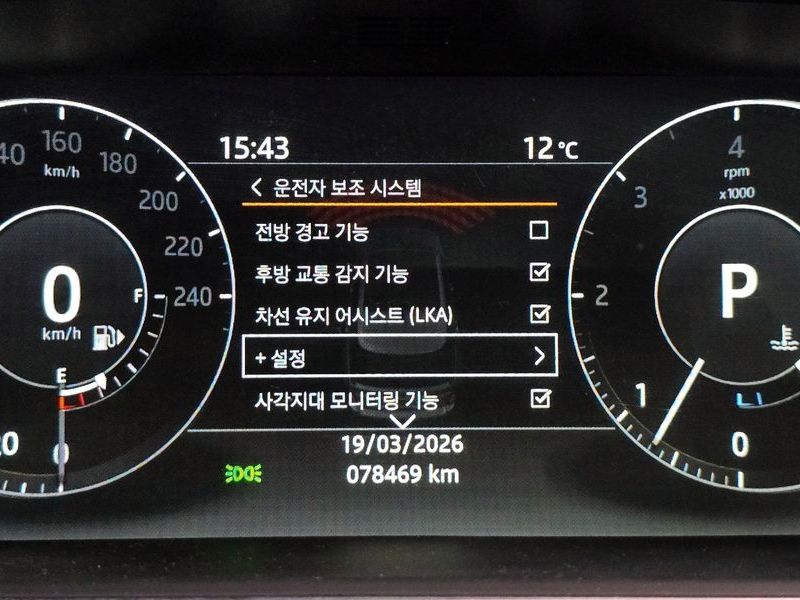 15:43
12°C
운전자 보조 시스템
전방 경고 기능
후방 교통 감지 기능
차선 유지 어시스트 (LKA)
+ 설정
사각지대 모니터링 기능
19/03/2026
078469 km
40
160
km/h
180
200
220
240
0
km/h
F
E
20
0
4
rpm
x1000
3
2
1
0
P